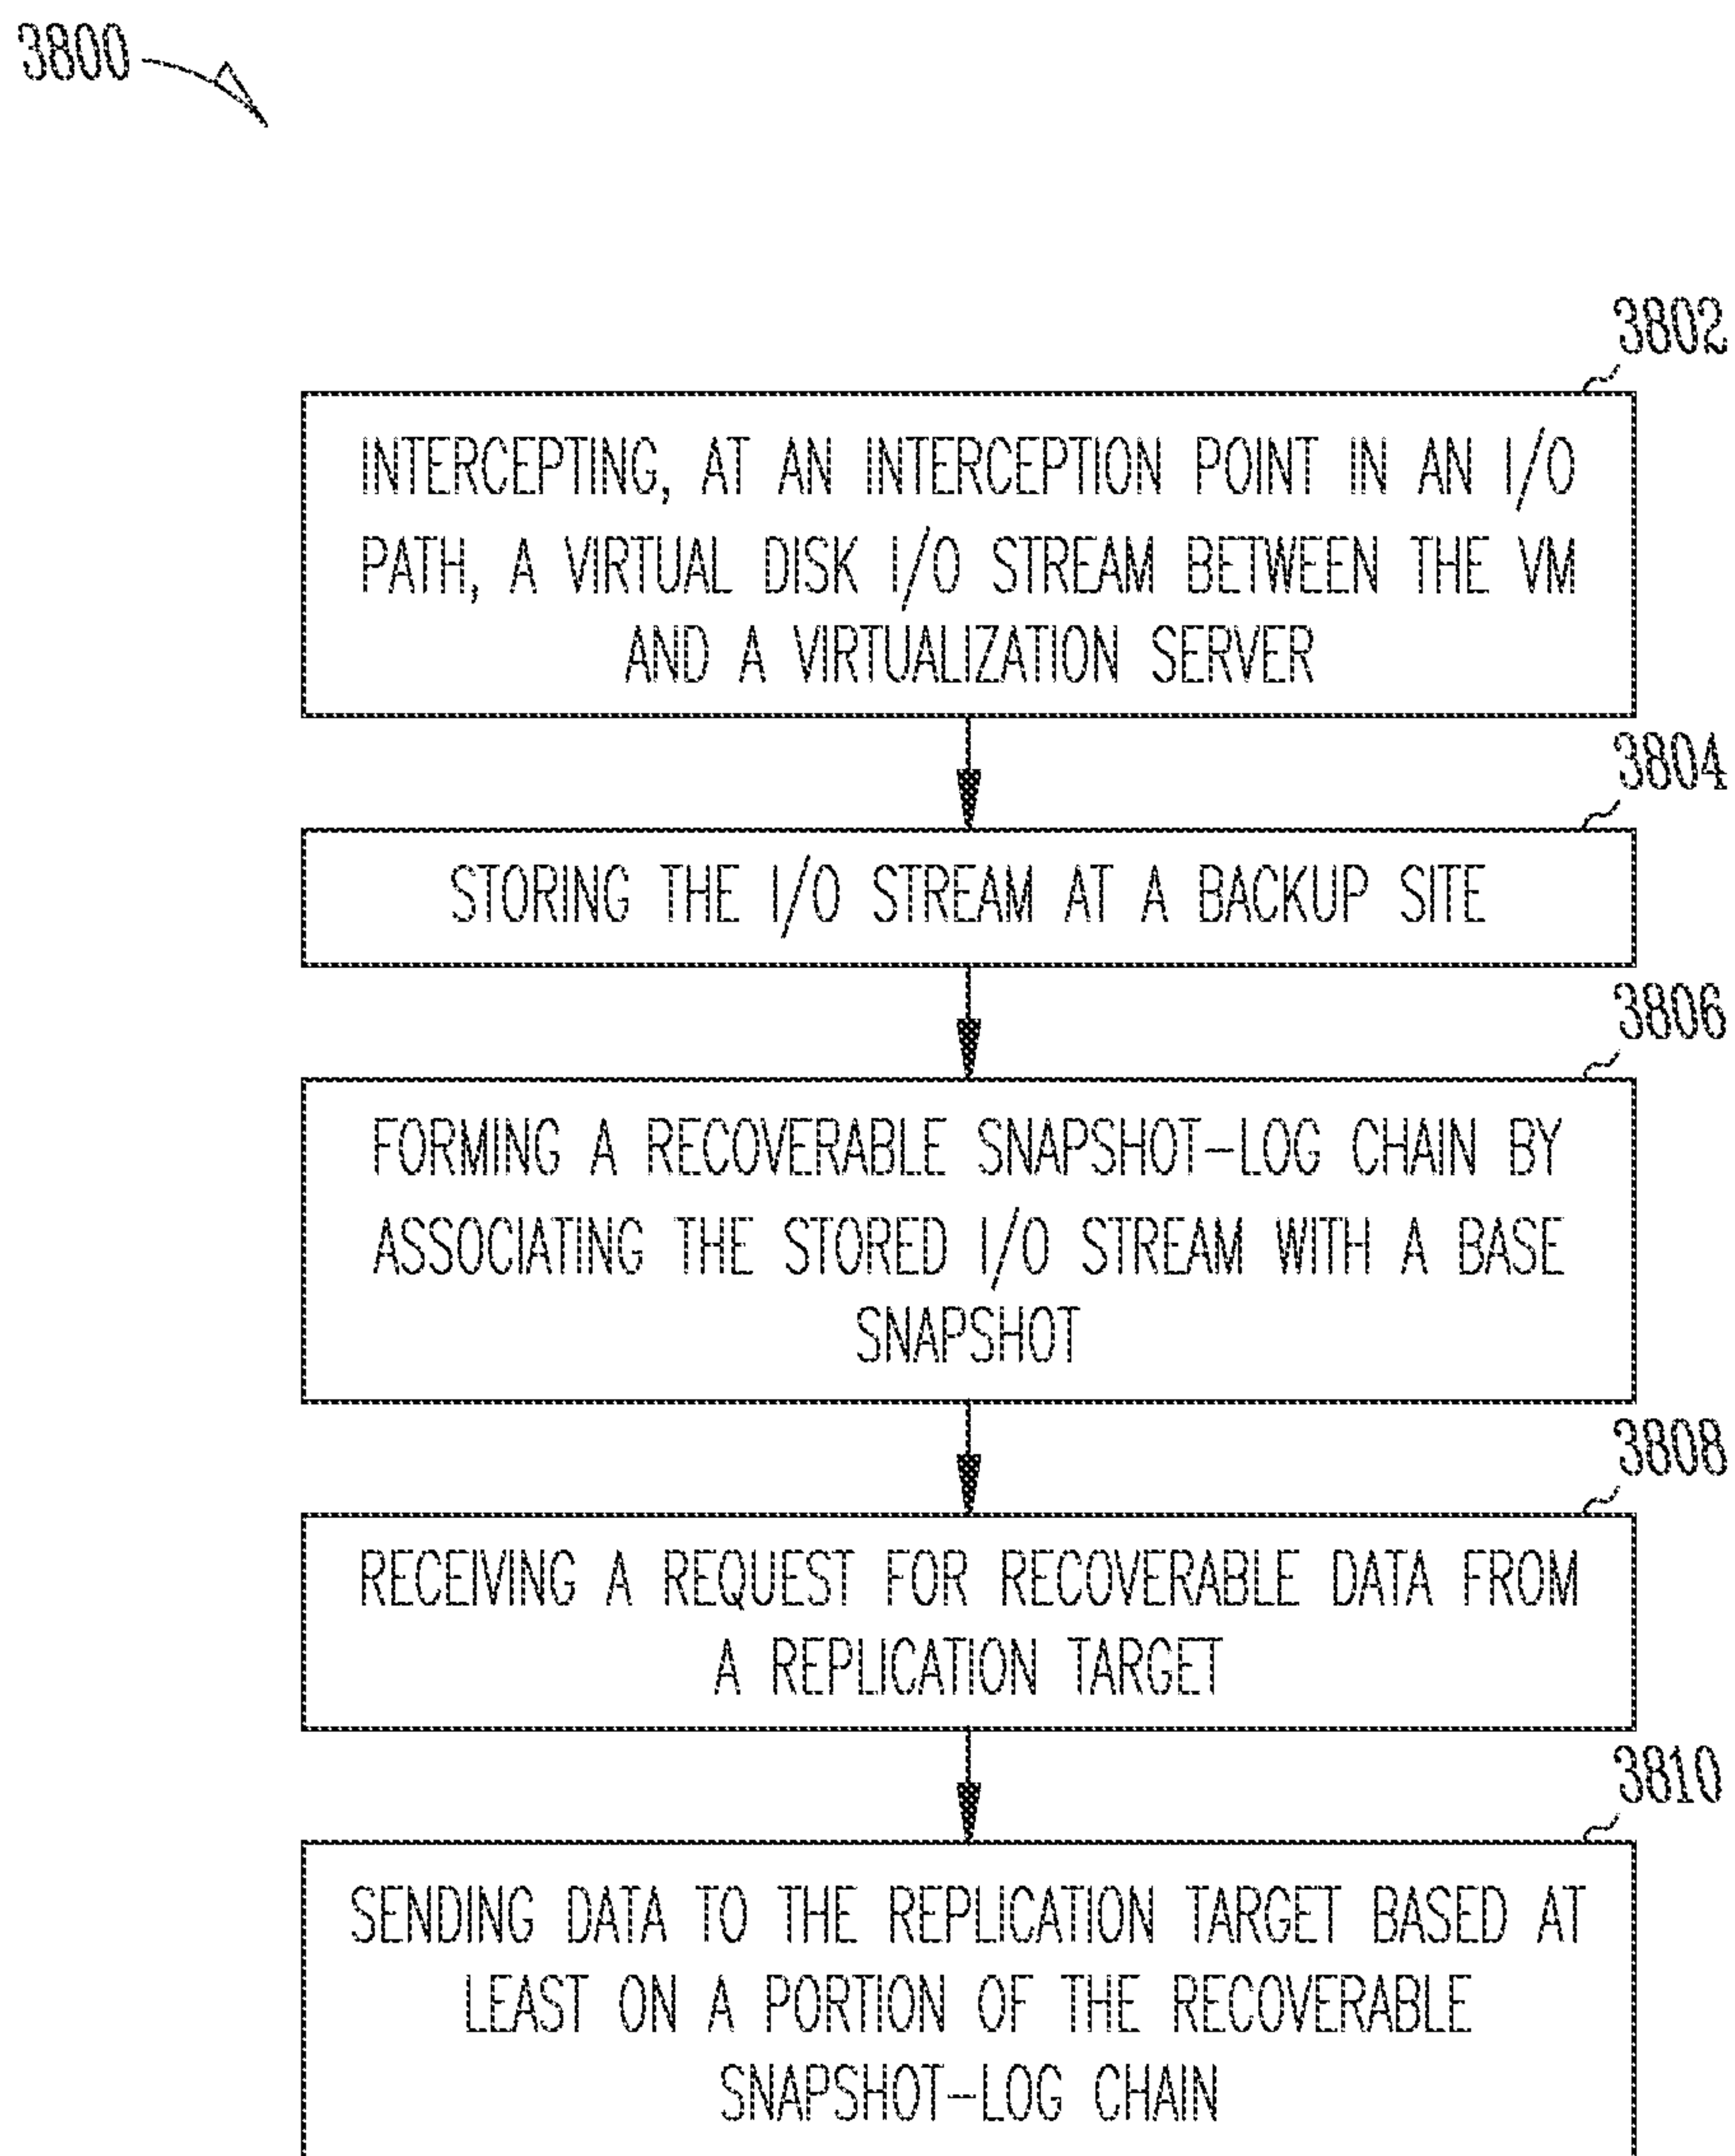 3800
3802
INTERCEPTING, AT AN INTERCEPTION POINT IN AN I/O
PATH, A VIRTUAL DISK I/O STREAM BETWEEN THE VM
AND A VIRTUALIZATION SERVER
3804
STORING THE I/O STREAM AT A BACKUP SITE
3806
FORMING A RECOVERABLE SNAPSHOT-LOG CHAIN BY
ASSOCIATING THE STORED I/O STREAM WITH A BASE
SNAPSHOT
3808
RECEIVING A REQUEST FOR RECOVERABLE DATA FROM
A REPLICATION TARGET
3810
SENDING DATA TO THE REPLICATION TARGET BASED AT
LEAST ON A PORTION OF THE RECOVERABLE
SNAPSHOT-LOG CHAIN